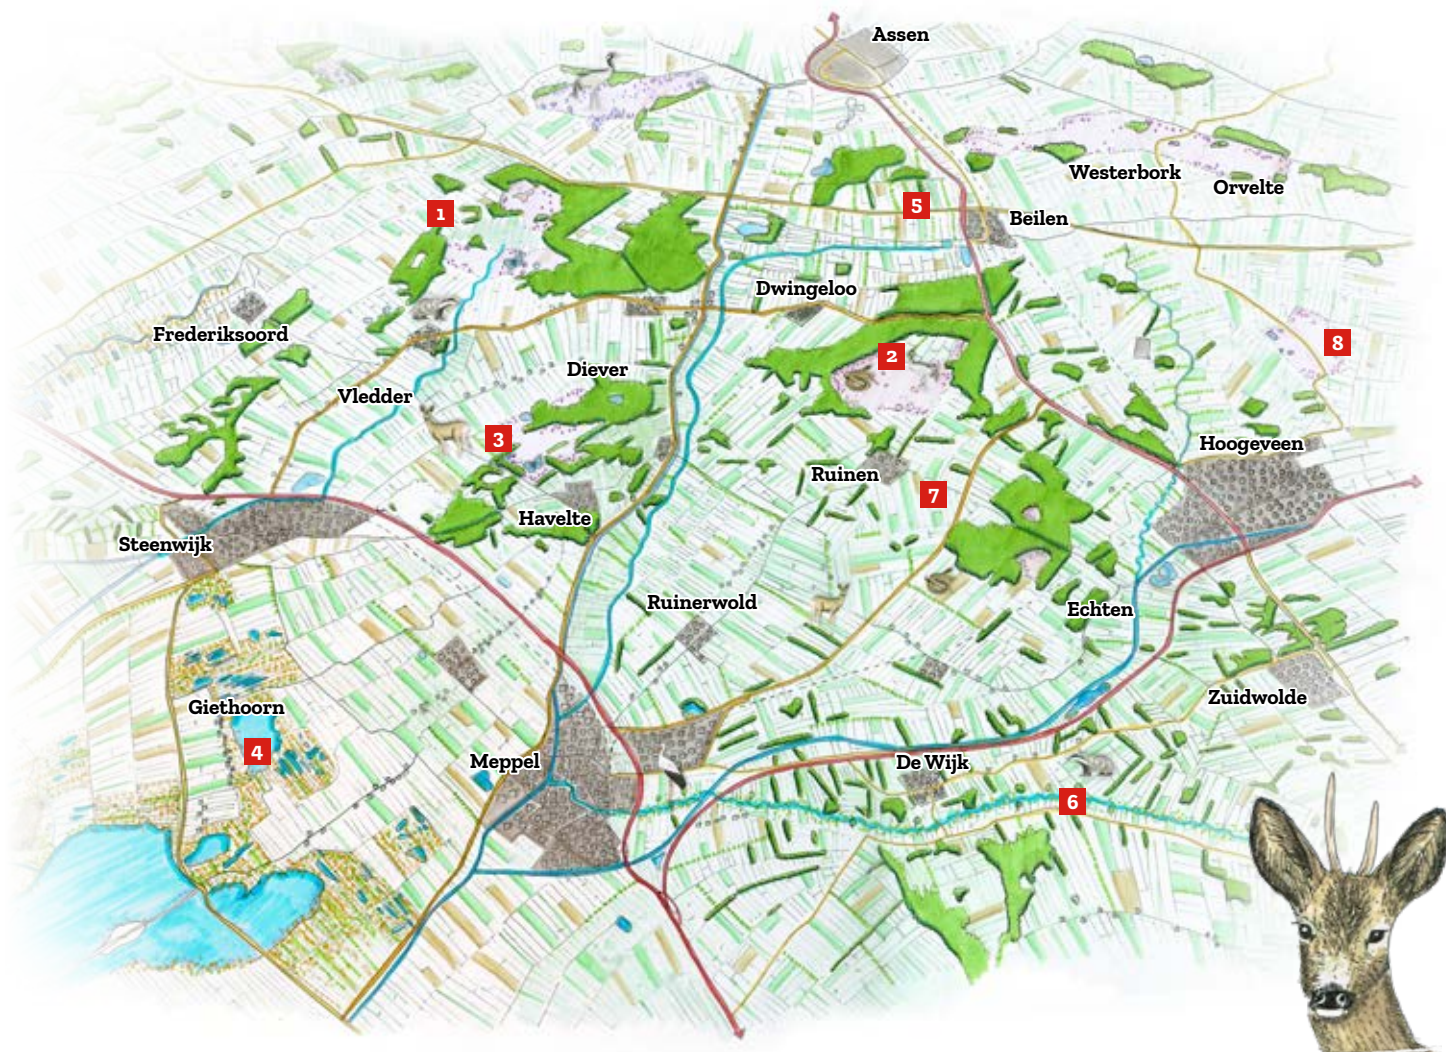 Assen
Westerbork
Orvelte
1
5
Beilen
Dwingeloo
Frederiksoord
8
2
Diever
Vledder
3
Hoogeveen
Ruinen
7
Havelte
Steenwijk
Ruinerwold
Echten
Zuidwolde
Giethoorn
4
Meppel
De Wijk
6